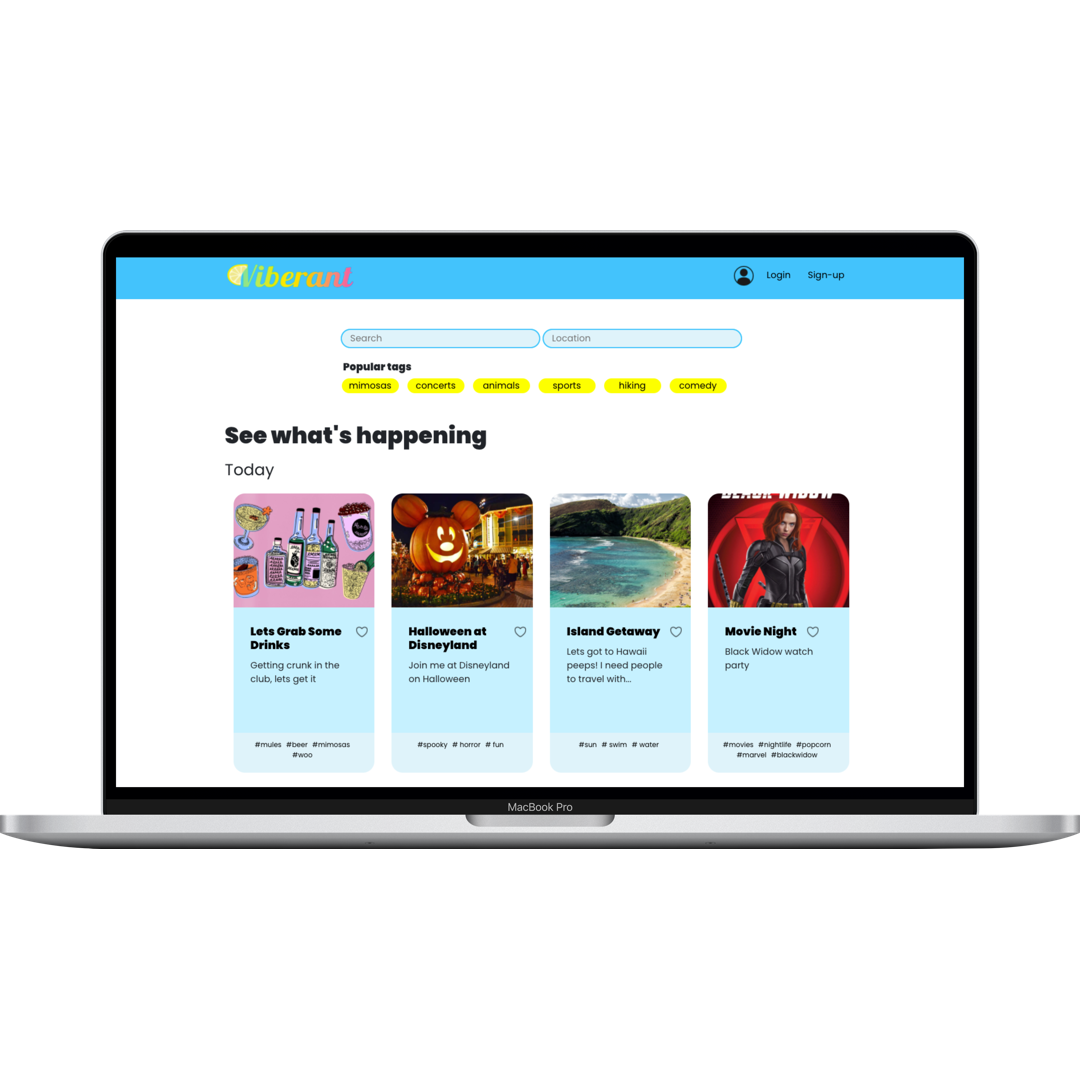 Viberant
Login Sign-up
Search Location
Popular tags
mimosas concerts animals sports hiking comedy
See what's happening
Today
BLACK WIDOW
Lets Grab Some
Drinks
Getting crunk in the
club, lets get it
#mules #beer #mimosas
#woo
Halloween at
Disneyland
Join me at Disneyland
on Halloween
#spooky # horror # fun
Island Getaway
Lets got to Hawaii
peeps! I need people
to travel with...
#sun # swim # water
Movie Night
Black Widow watch
party
#movies #nightlife #popcorn
#marvel #blackwidow
MacBook Pro